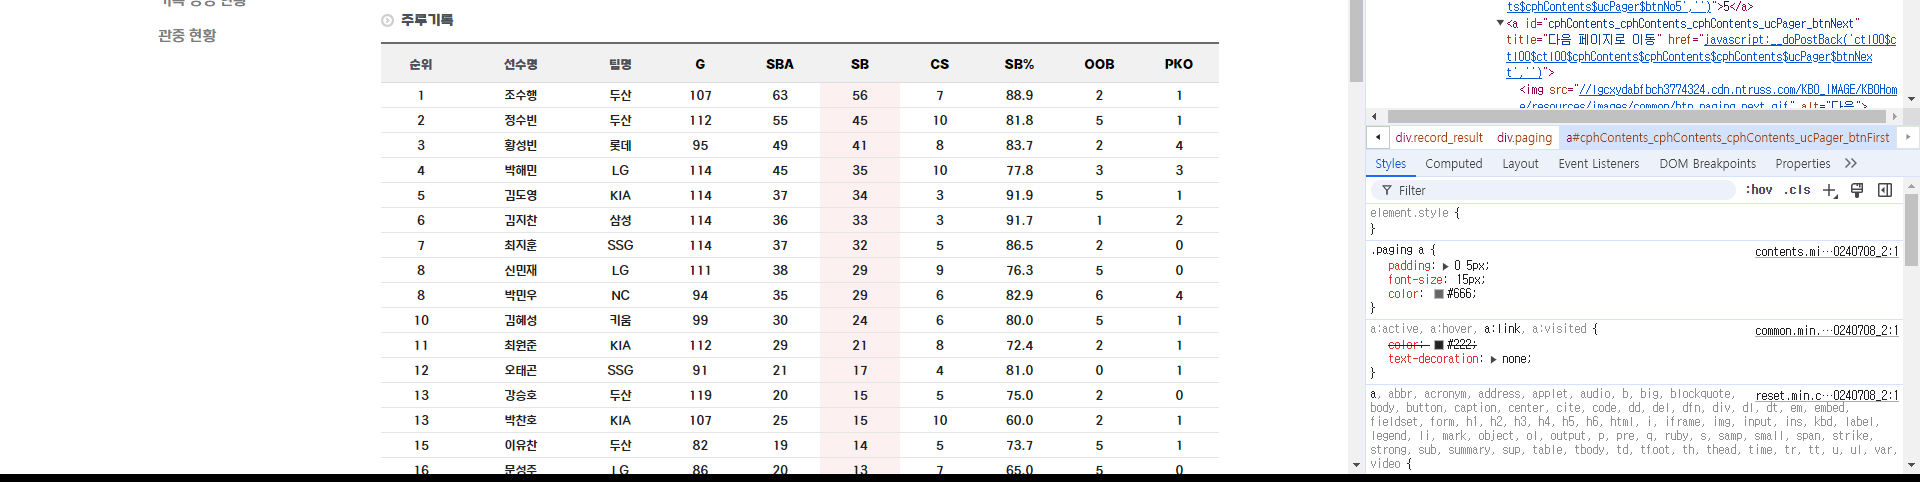 관중 현황
주루기록
순위 선수명 팀명 G SBA SB CS SB% OOB PKO
1 조수행 두산 107 63 56 7 88.9 2 1
2 정수빈 두산 112 55 45 10 81.8 5 1
3 황성빈 롯데 95 49 41 8 83.7 2 4
4 박해민 LG 114 45 35 10 77.8 3 3
5 김도영 KIA 114 37 34 3 91.9 5 1
6 김지찬 삼성 114 36 33 3 91.7 1 2
7 최지훈 SSG 114 37 32 5 86.5 2 0
8 신민재 LG 111 38 29 9 76.3 5 0
8 박민우 NC 94 35 29 6 82.9 6 4
10 김혜성 키움 99 30 24 6 80.0 5 1
11 최원준 KIA 112 29 21 8 72.4 2 1
12 오태곤 SSG 91 21 17 4 81.0 0 1
13 강승호 두산 119 20 15 5 75.0 2 0
13 박찬호 KIA 107 25 15 10 60.0 2 1
15 이유찬 두산 82 19 14 5 73.7 5 1
16 문성주 LG 86 20 13 7 65.0 5 0
ts$cphContents$ucPager$btnNo5','')">5</a>
<a id="cphContents_cphContents_cphContents_ucPager_btnNext"
title="다음 페이지로 이동" href="javascript:__doPostBack('ctl00$c
tl00$ctl00$cphContents$cphContents$cphContents$ucPager$btnNex
t','')">
<img src="//lgcxydabfbch3774324.cdn.ntruss.com/KBO_IMAGE/KBOHom
e/resources/images/common/btn_paging_next.gif" alt="다음">
div.record_result div.paging a#cphContents_cphContents_cphContents_ucPager_btnFirst
Styles Computed Layout Event Listeners DOM Breakpoints Properties
Filter :hov .cls
element.style {
}
.paging a { contents.mi…0240708_2:1
padding: 0 5px;
font-size: 15px;
color: #666;
}
a:active, a:hover, a:link, a:visited { common.min.…0240708_2:1
color: #222;
text-decoration: none;
}
a, abbr, acronym, address, applet, audio, b, big, blockquote, reset.min.c…0240708_2:1
body, button, caption, center, cite, code, dd, del, dfn, div, dl, dt, em, embed,
fieldset, form, h1, h2, h3, h4, h5, h6, html, i, iframe, img, input, ins, kbd, label,
legend, li, mark, object, ol, output, p, pre, q, ruby, s, samp, small, span, strike,
strong, sub, summary, sup, table, tbody, td, tfoot, th, thead, time, tr, tt, u, ul, var,
video {